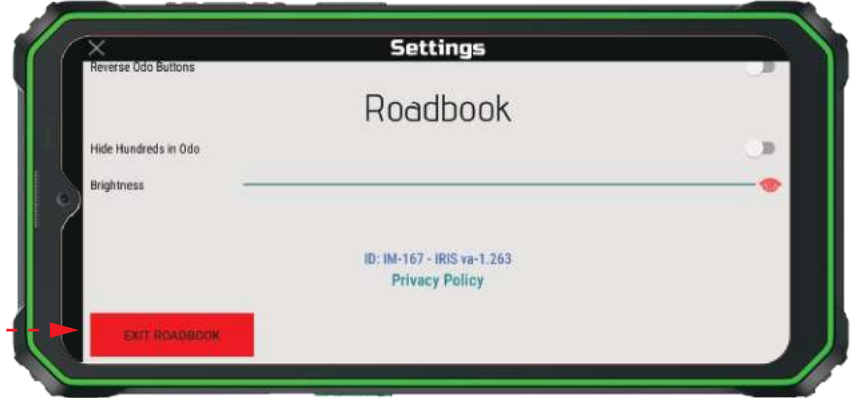 Settings
Reverse Odo Buttons
Roadbook
Hide Hundreds in Odo
Brightness
ID: IM-167 - IRIS va-1.263
Privacy Policy
EXIT ROADBOOK